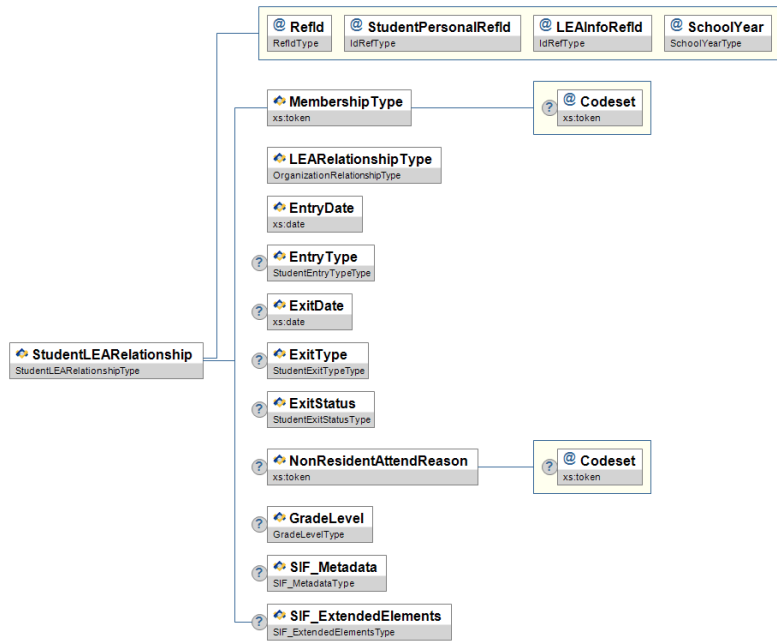 @ RefId
RefIdType
@ StudentPersonalRefId
IdRefType
@ LEAInfoRefId
IdRefType
@ SchoolYear
SchoolYearType
MembershipType
xs:token
? @ Codeset
xs:token
LEARelationshipType
OrganizationRelationshipType
EntryDate
xs:date
? EntryType
StudentEntryTypeType
? ExitDate
xs:date
StudentLEARelationship
StudentLEARelationshipType
? ExitType
StudentExitTypeType
? ExitStatus
StudentExitStatusType
? NonResidentAttendReason
xs:token
? @ Codeset
xs:token
? GradeLevel
GradeLevelType
? SIF_Metadata
SIF_MetadataType
? SIF_ExtendedElements
SIF_ExtendedElementsType